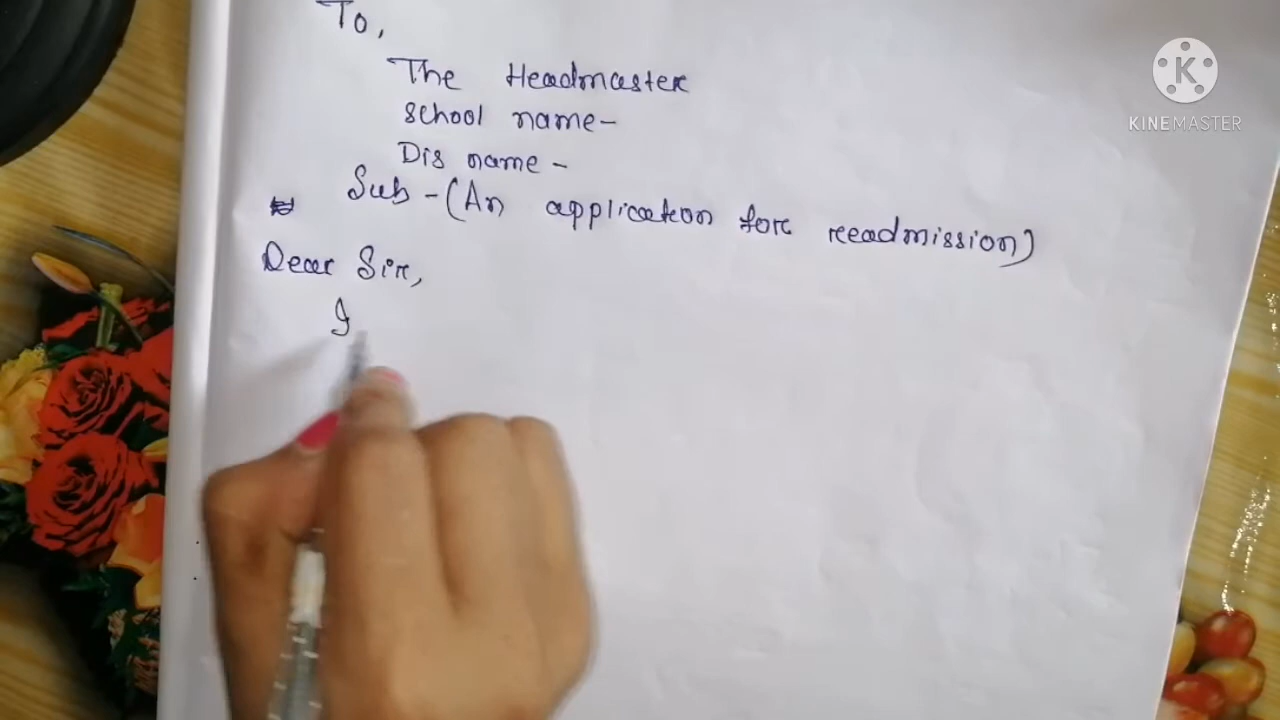 To,
The Headmaster
School name-
Dis name -
Sub - (An application for readmission)
Dear Sir,
I
K
KINEMASTER